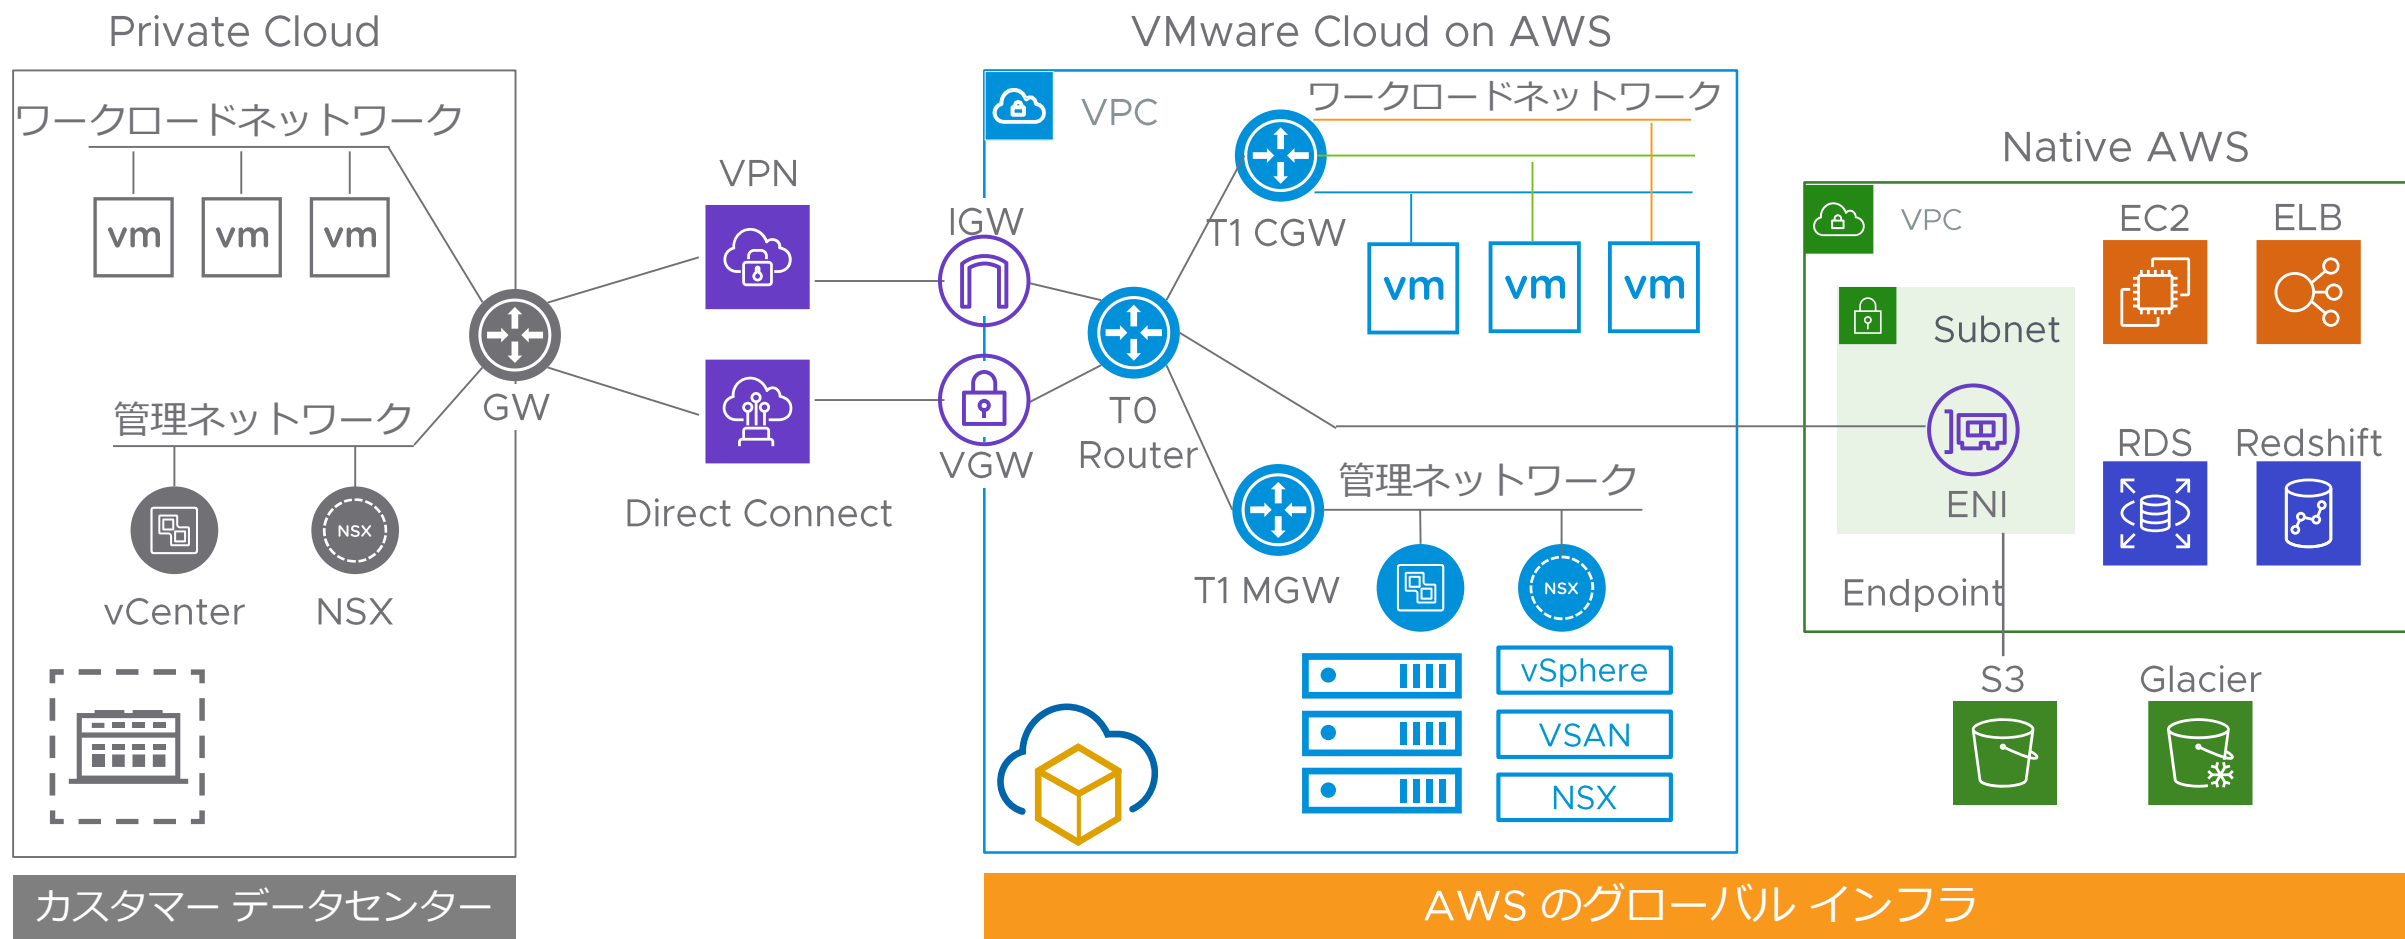 Private Cloud
ワークロードネットワーク
vm
vm
vm
GW
管理ネットワーク
NSX
vCenter
NSX
カスタマー データセンター
VPN
Direct Connect
VMware Cloud on AWS
VPC
ワークロードネットワーク
IGW
T1 CGW
vm
vm
vm
VGW
T0
Router
管理ネットワーク
T1 MGW
NSX
vSphere
VSAN
NSX
Native AWS
VPC
EC2
ELB
Subnet
ENI
RDS
Redshift
Endpoint
S3
Glacier
AWS のグローバル インフラ